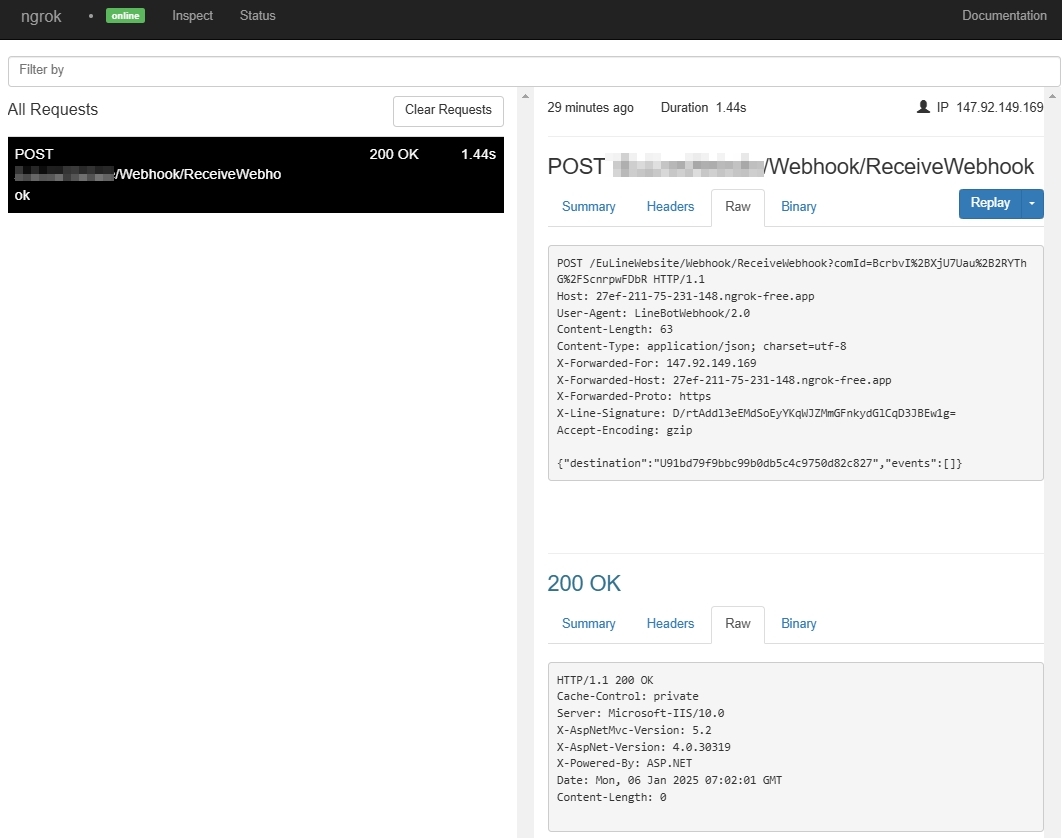 ngrok • online Inspect Status Documentation
Filter by
All Requests Clear Requests
POST 200 OK 1.44s
/Webhook/ReceiveWebho
ok
29 minutes ago Duration 1.44s IP 147.92.149.169
POST /Webhook/ReceiveWebhook
Summary Headers Raw Binary Replay
POST /EuLineWebsite/Webhook/ReceiveWebhook?comId=BcrbvI%2BXjU7Uau%2B2RYTh
G%2FScnrpwFDbR HTTP/1.1
Host: 27ef-211-75-231-148.ngrok-free.app
User-Agent: LineBotWebhook/2.0
Content-Length: 63
Content-Type: application/json; charset=utf-8
X-Forwarded-For: 147.92.149.169
X-Forwarded-Host: 27ef-211-75-231-148.ngrok-free.app
X-Forwarded-Proto: https
X-Line-Signature: D/rtAddl3eEMdSoEyYKqWJZMmGFnkydGlCqD3JBEw1g=
Accept-Encoding: gzip
{"destination":"U91bd79f9bbc99b0db5c4c9750d82c827","events":[]}
200 OK
Summary Headers Raw Binary
HTTP/1.1 200 OK
Cache-Control: private
Server: Microsoft-IIS/10.0
X-AspNetMvc-Version: 5.2
X-AspNet-Version: 4.0.30319
X-Powered-By: ASP.NET
Date: Mon, 06 Jan 2025 07:02:01 GMT
Content-Length: 0